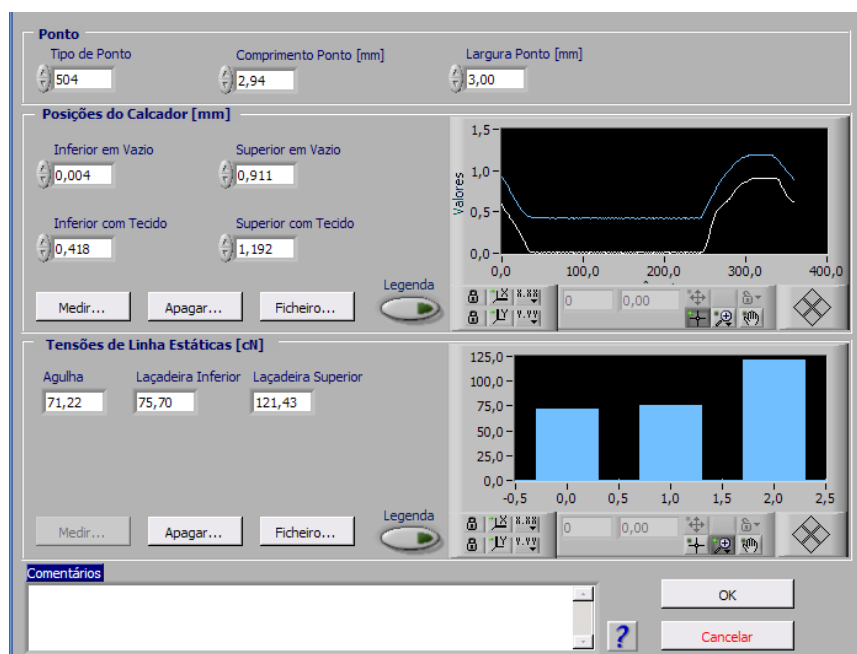 Ponto
Tipo de Ponto Comprimento Ponto [mm] Largura Ponto [mm]
504 2,94 3,00
Posições do Calcador [mm]
Inferior em Vazio Superior em Vazio
0,004 0,911
Inferior com Tecido Superior com Tecido
0,418 1,192
Medir... Apagar... Ficheiro...
Legenda
Valores
1,5
1,0
0,5
0,0
0,0 100,0 200,0 300,0 400,0
X X.XX 0 0,00
Y Y.YY
Tensões de Linha Estáticas [cN]
Agulha Laçadeira Inferior Laçadeira Superior
71,22 75,70 121,43
Medir... Apagar... Ficheiro...
Legenda
125,0
100,0
75,0
50,0
25,0
0,0
-0,5 0,0 0,5 1,0 1,5 2,0 2,5
X X.XX 0 0,00
Y Y.YY
Comentários
OK
?
Cancelar